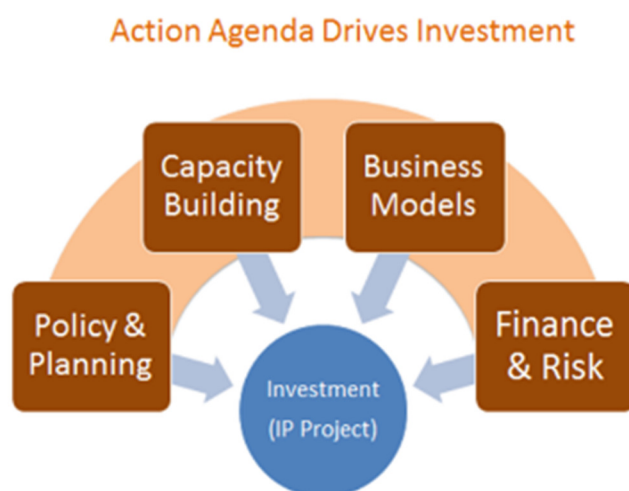 Action Agenda Drives Investment
Capacity
Building
Business
Models
Policy &
Planning
Finance
& Risk
Investment
(IP Project)